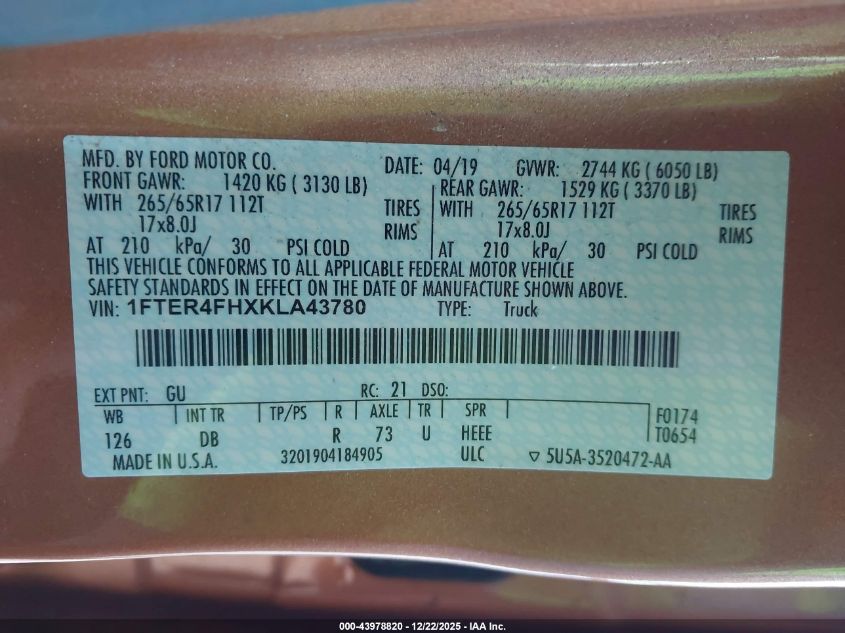 MFD. BY FORD MOTOR CO. DATE: 04/19 GVWR: 2744 KG ( 6050 LB)
FRONT GAWR: 1420 KG ( 3130 LB) REAR GAWR: 1529 KG ( 3370 LB)
WITH 265/65R17 112T TIRES WITH 265/65R17 112T TIRES
17x8.0J RIMS 17x8.0J RIMS
AT 210 kPa/ 30 PSI COLD AT 210 kPa/ 30 PSI COLD
THIS VEHICLE CONFORMS TO ALL APPLICABLE FEDERAL MOTOR VEHICLE
SAFETY STANDARDS IN EFFECT ON THE DATE OF MANUFACTURE SHOWN ABOVE.
VIN: 1FTER4FHXKLA43780 TYPE: Truck
EXT PNT: GU RC: 21 DSO:
WB INT TR TP/PS R AXLE TR SPR F0174
126 DB R 73 U HEEE T0654
MADE IN U.S.A. 3201904184905 ULC ▽ 5U5A-3520472-AA
000-43978820 - 12/22/2025 - IAA Inc.